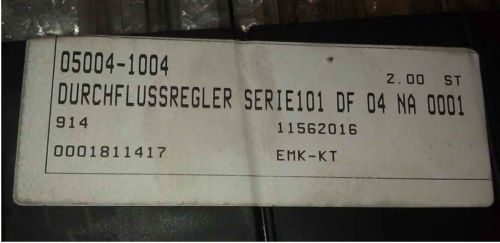 05004-1004
2.00 ST
DURCHFLUSSREGLER SERIE101 DF 04 NA 0001
914 11562016
0001811417 EMK-KT